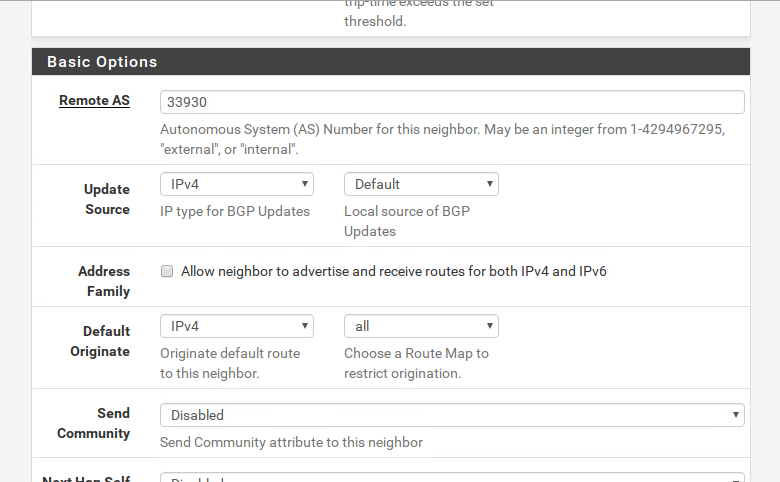 trip-time exceeds the set
threshold.
Basic Options
Remote AS
33930
Autonomous System (AS) Number for this neighbor. May be an integer from 1-4294967295,
"external", or "internal".
Update
Source
IPv4
Default
IP type for BGP Updates
Local source of BGP
Updates
Address
Family
Allow neighbor to advertise and receive routes for both IPv4 and IPv6
Default
Originate
IPv4
all
Originate default route
to this neighbor.
Choose a Route Map to
restrict origination.
Send
Community
Disabled
Send Community attribute to this neighbor
Next Hop Self
Disabled